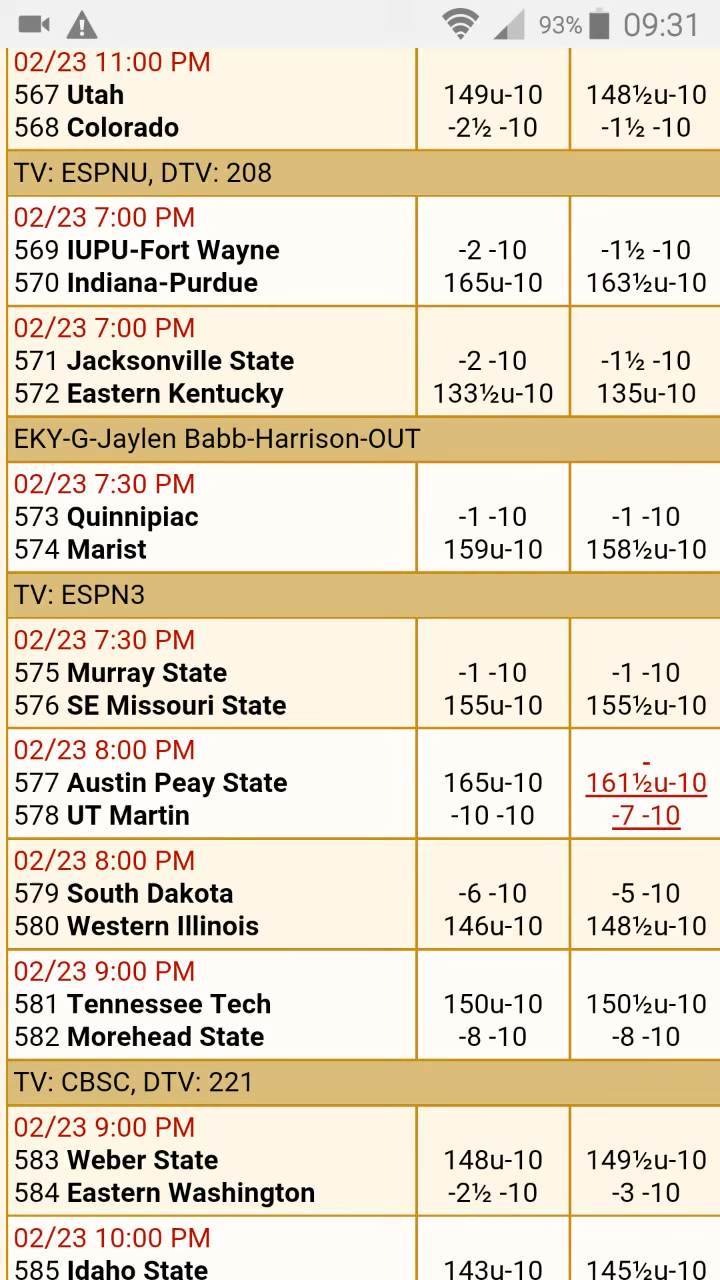 93% 09:31
02/23 11:00 PM
567 Utah 149u-10 148½u-10
568 Colorado -2½ -10 -1½ -10
TV: ESPNU, DTV: 208
02/23 7:00 PM
569 IUPU-Fort Wayne -2 -10 -1½ -10
570 Indiana-Purdue 165u-10 163½u-10
02/23 7:00 PM
571 Jacksonville State -2 -10 -1½ -10
572 Eastern Kentucky 133½u-10 135u-10
EKY-G-Jaylen Babb-Harrison-OUT
02/23 7:30 PM
573 Quinnipiac -1 -10 -1 -10
574 Marist 159u-10 158½u-10
TV: ESPN3
02/23 7:30 PM
575 Murray State -1 -10 -1 -10
576 SE Missouri State 155u-10 155½u-10
02/23 8:00 PM -
577 Austin Peay State 165u-10 161½u-10
578 UT Martin -10 -10 -7 -10
02/23 8:00 PM
579 South Dakota -6 -10 -5 -10
580 Western Illinois 146u-10 148½u-10
02/23 9:00 PM
581 Tennessee Tech 150u-10 150½u-10
582 Morehead State -8 -10 -8 -10
TV: CBSC, DTV: 221
02/23 9:00 PM
583 Weber State 148u-10 149½u-10
584 Eastern Washington -2½ -10 -3 -10
02/23 10:00 PM
585 Idaho State 143u-10 145½u-10